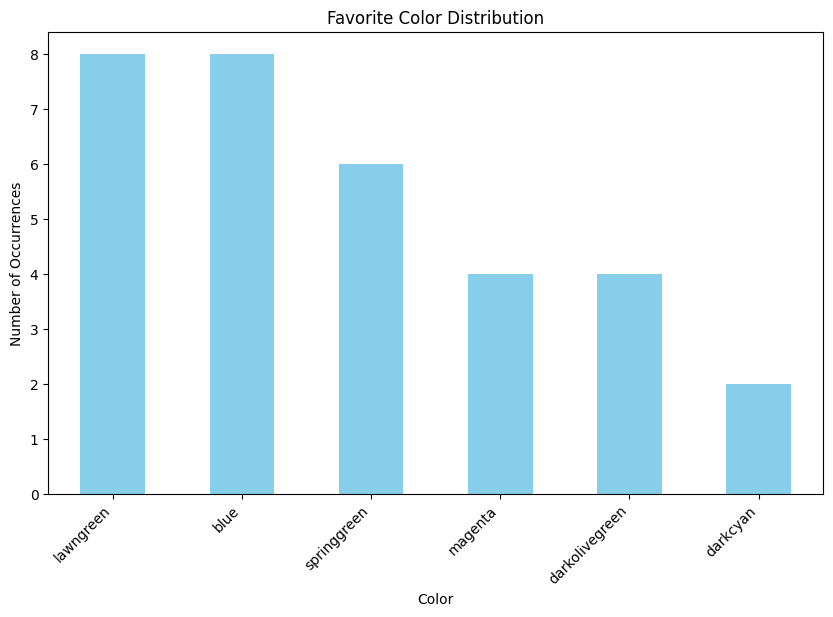 Favorite Color Distribution
Number of Occurrences
8
7
6
5
4
3
2
1
0
lawngreen
blue
springgreen
magenta
darkolivegreen
darkcyan
Color